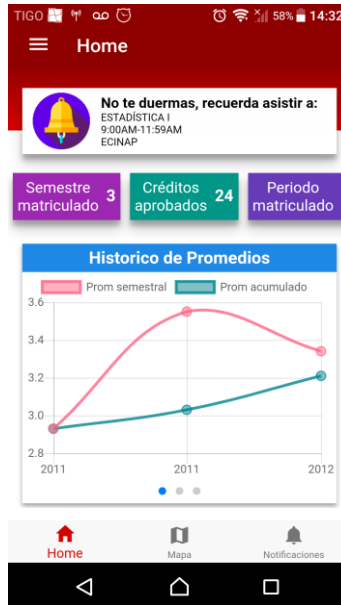 TIGO 58% 14:32
Home
No te duermas, recuerda asistir a:
ESTADÍSTICA I
9:00AM-11:59AM
ECINAP
Semestre matriculado 3
Créditos aprobados 24
Periodo matriculado
Historico de Promedios
Prom semestral Prom acumulado
3.6
3.4
3.2
3.0
2.8
2011 2011 2012
Home Mapa Notificaciones